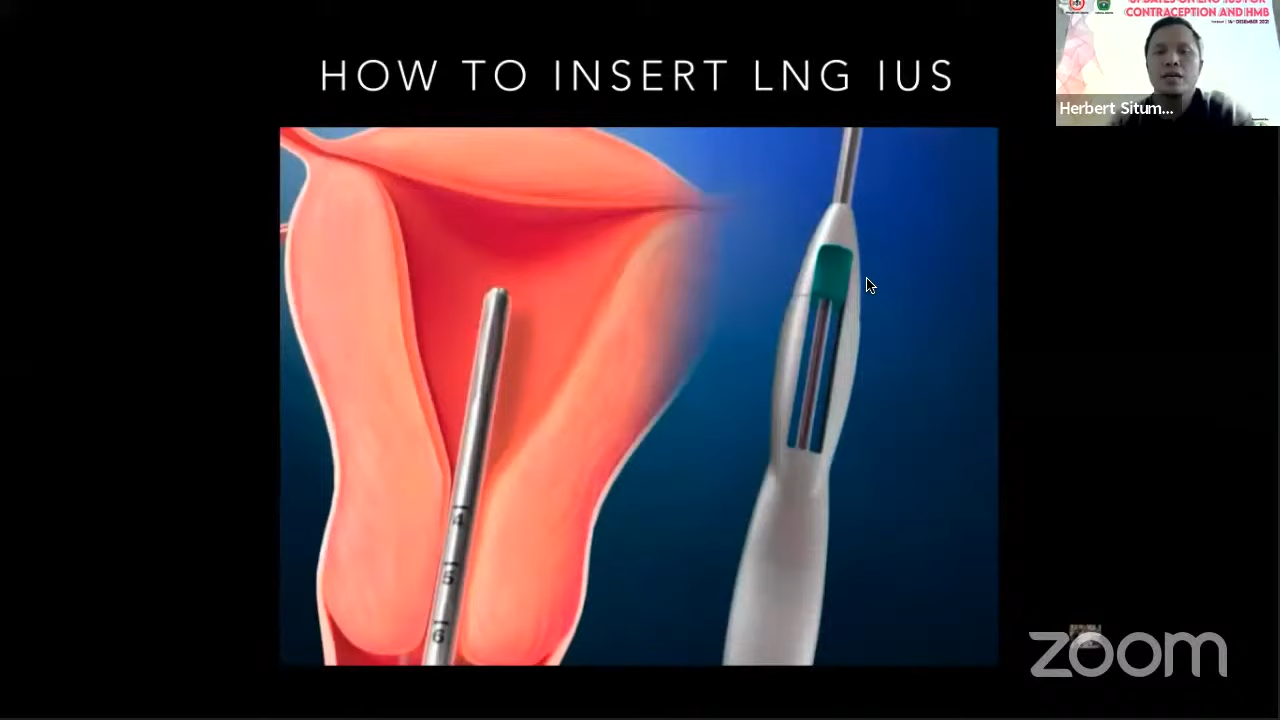 HOW TO INSERT LNG IUS
CONTRACEPTION AND HMB
Herbert Situm...
4
5
6
zoom